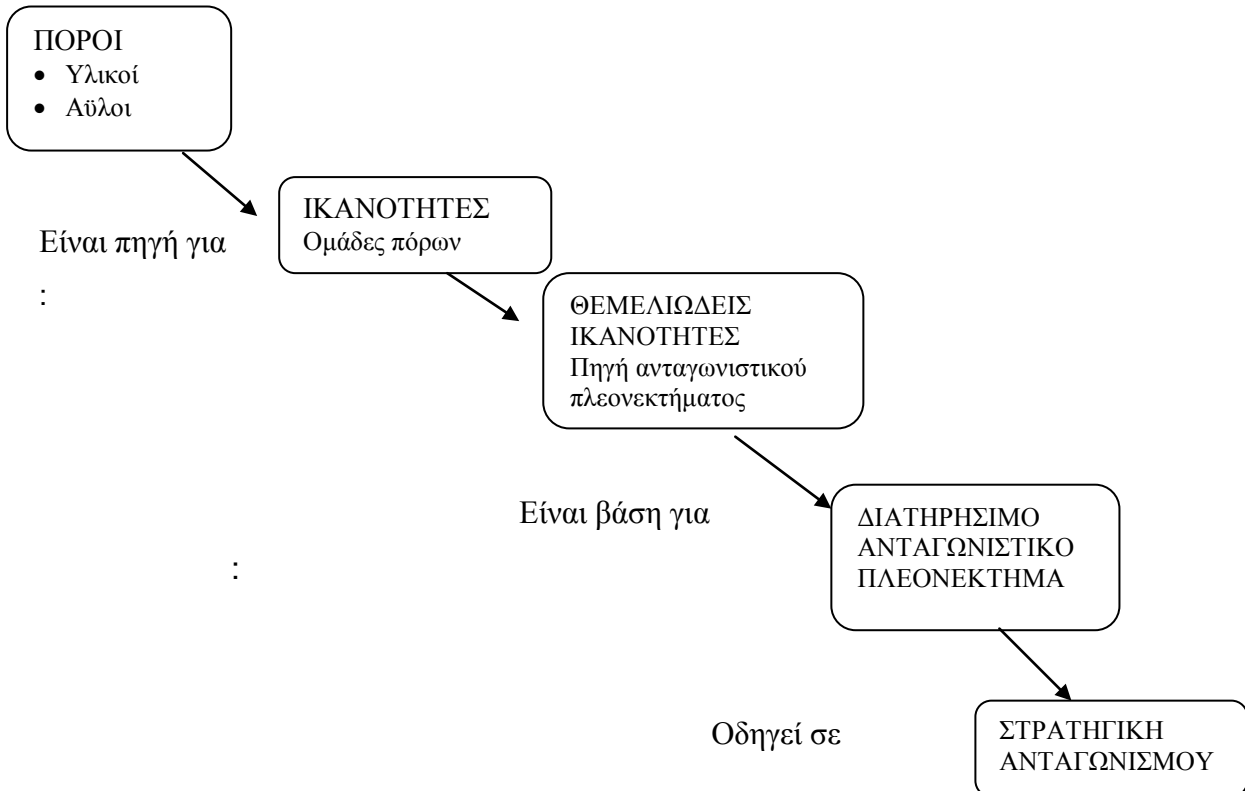 ΠΟΡΟΙ
• Υλικοί
• Αϋλοι
ΙΚΑΝΟΤΗΤΕΣ
Ομάδες πόρων
Είναι πηγή για
:
ΘΕΜΕΛΙΩΔΕΙΣ
ΙΚΑΝΟΤΗΤΕΣ
Πηγή ανταγωνιστικού
πλεονεκτήματος
Είναι βάση για
:
ΔΙΑΤΗΡΗΣΙΜΟ
ΑΝΤΑΓΩΝΙΣΤΙΚΟ
ΠΛΕΟΝΕΚΤΗΜΑ
Οδηγεί σε
ΣΤΡΑΤΗΓΙΚΗ
ΑΝΤΑΓΩΝΙΣΜΟΥ